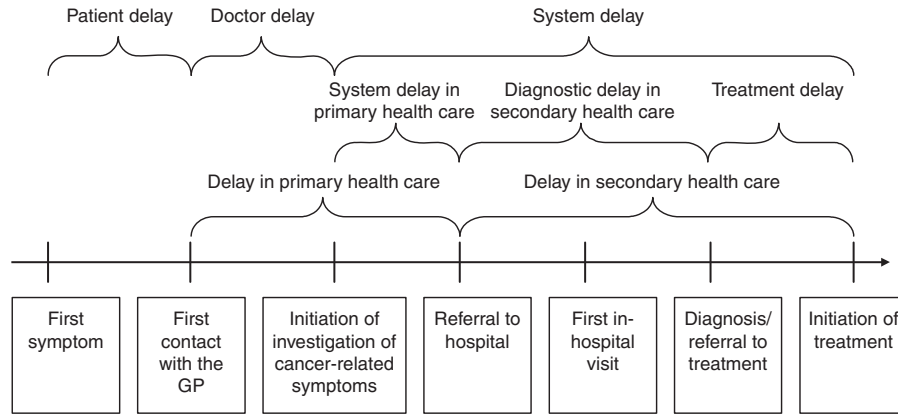 Patient delay
Doctor delay
System delay
System delay in
primary health care
Diagnostic delay in
secondary health care
Treatment delay
Delay in primary health care
Delay in secondary health care
First
symptom
First
contact
with the
GP
Initiation of
investigation of
cancer-related
symptoms
Referral to
hospital
First in-
hospital
visit
Diagnosis/
referral to
treatment
Initiation of
treatment